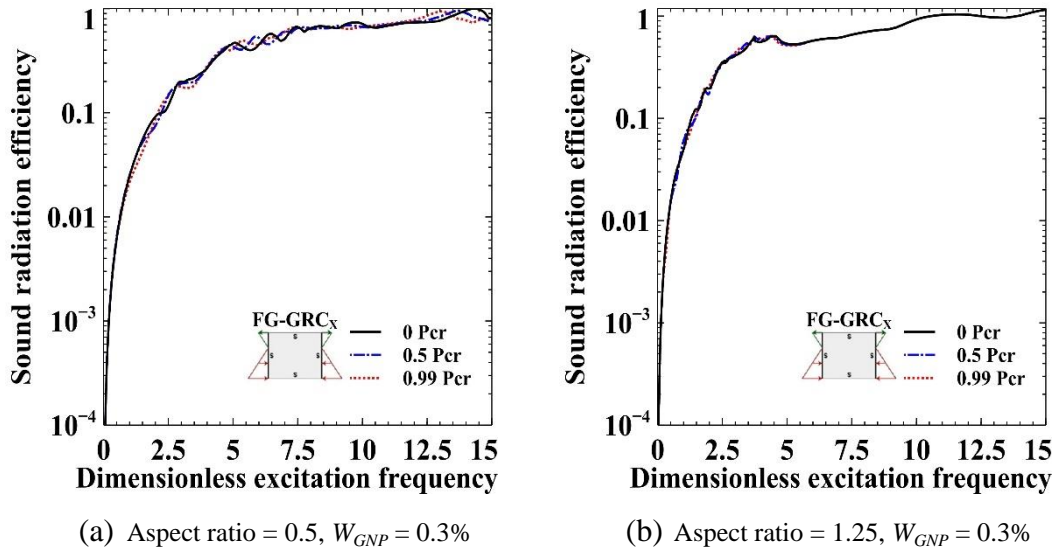 Sound radiation efficiency
1
0.1
0.01
10⁻³
10⁻⁴
FG-GRCX
s
s s
s
0 Pcr
0.5 Pcr
0.99 Pcr
0 2.5 5 7.5 10 12.5 15
Dimensionless excitation frequency
(a) Aspect ratio = 0.5, WGNP = 0.3%
Sound radiation efficiency
1
0.1
0.01
10⁻³
10⁻⁴
FG-GRCX
s
s s
s
0 Pcr
0.5 Pcr
0.99 Pcr
0 2.5 5 7.5 10 12.5 15
Dimensionless excitation frequency
(b) Aspect ratio = 1.25, WGNP = 0.3%